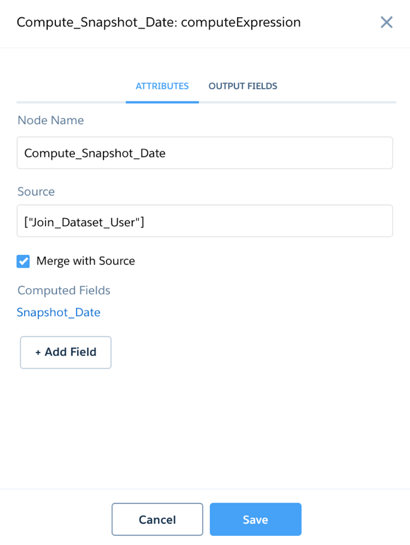 Compute_Snapshot_Date: computeExpression
ATTRIBUTES
OUTPUT FIELDS
Node Name
Compute_Snapshot_Date
Source
["Join_Dataset_User"]
Merge with Source
Computed Fields
Snapshot_Date
+ Add Field
Cancel
Save